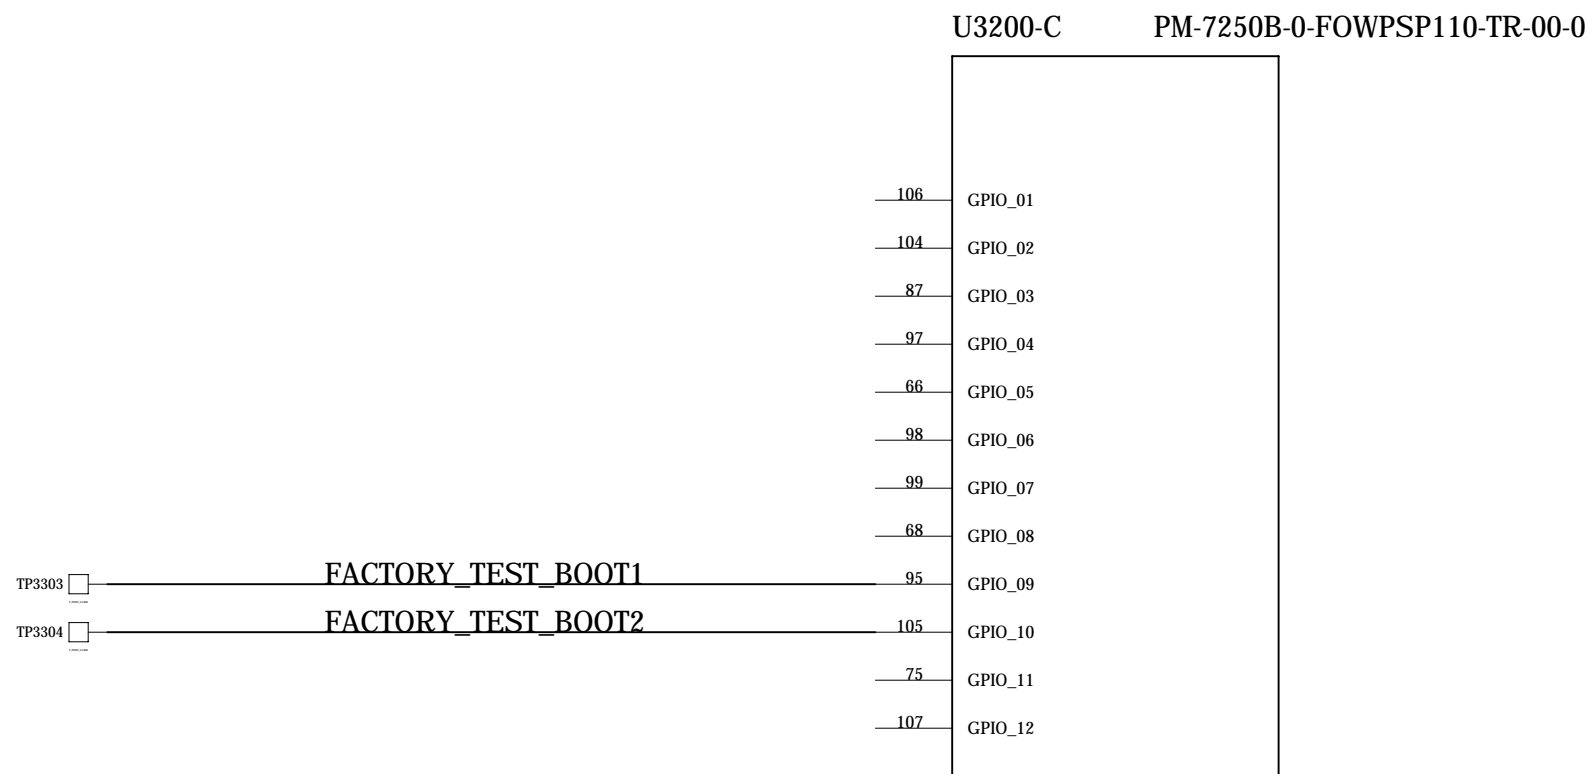 U3200-C PM-7250B-0-FOWPSP110-TR-00-0
106 GPIO_01
104 GPIO_02
87 GPIO_03
97 GPIO_04
66 GPIO_05
98 GPIO_06
99 GPIO_07
68 GPIO_08
TP3303 FACTORY_TEST_BOOT1 95 GPIO_09
TP3304 FACTORY_TEST_BOOT2 105 GPIO_10
75 GPIO_11
107 GPIO_12